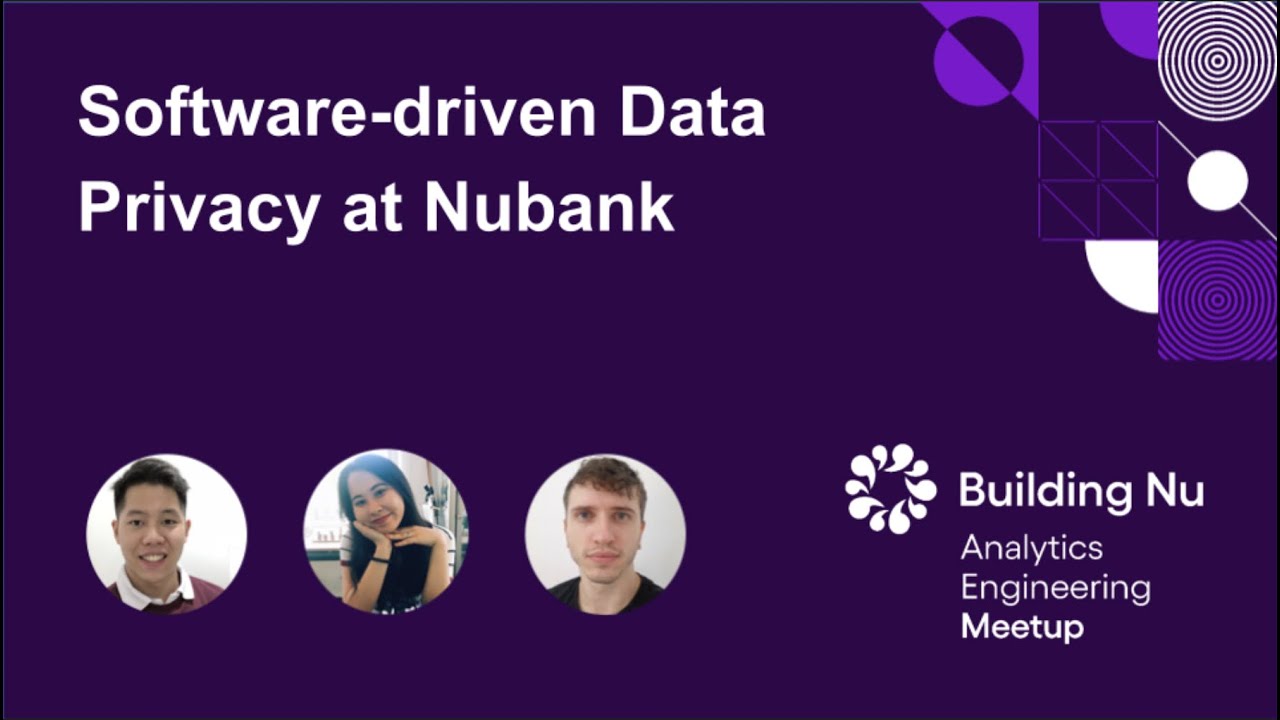 Software-driven Data
Privacy at Nubank
Building Nu
Analytics
Engineering
Meetup